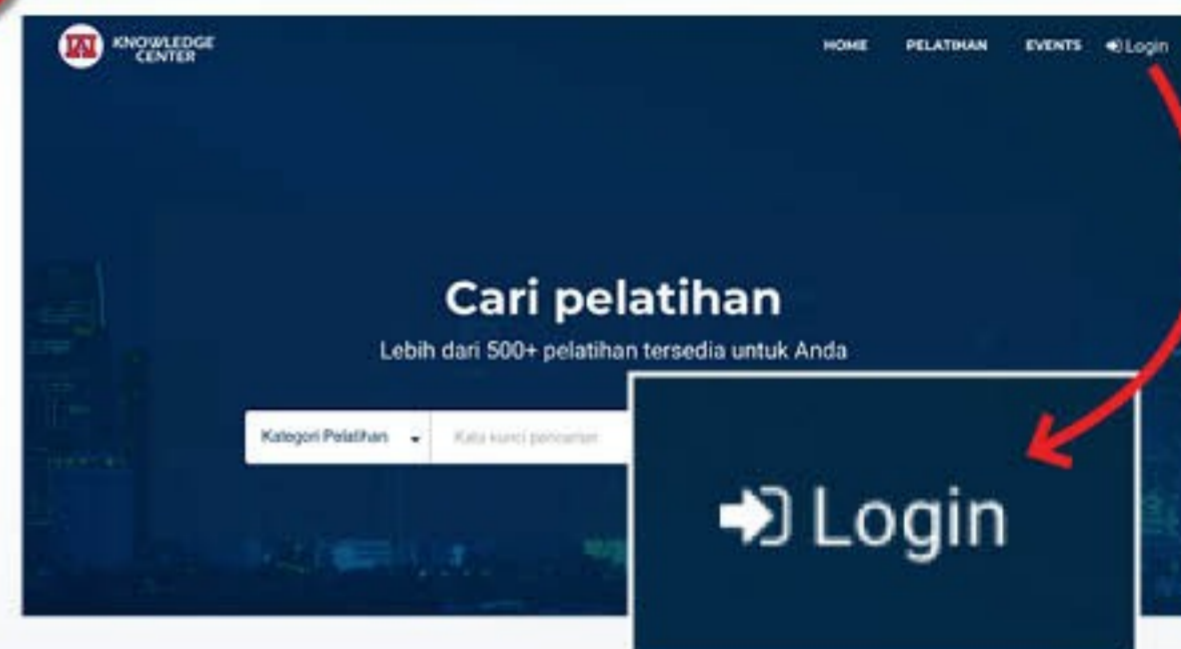 IAI KNOWLEDGE
CENTER
HOME PELATIHAN EVENTS Login
Cari pelatihan
Lebih dari 500+ pelatihan tersedia untuk Anda
Kategori Pelatihan Kata kunci pencarian
Login